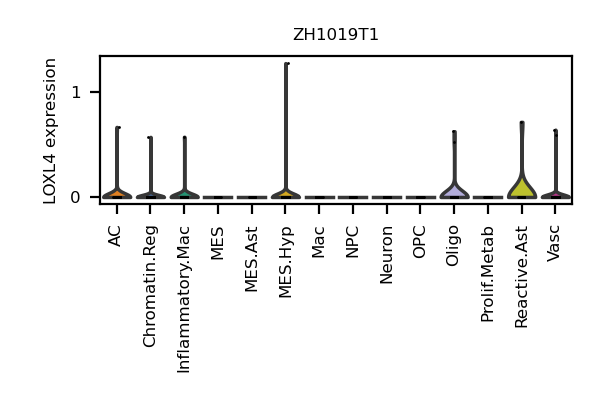 ZH1019T1
LOXL4 expression
1
0
AC
Chromatin.Reg
Inflammatory.Mac
MES
MES.Ast
MES.Hyp
Mac
NPC
Neuron
OPC
Oligo
Prolif.Metab
Reactive.Ast
Vasc